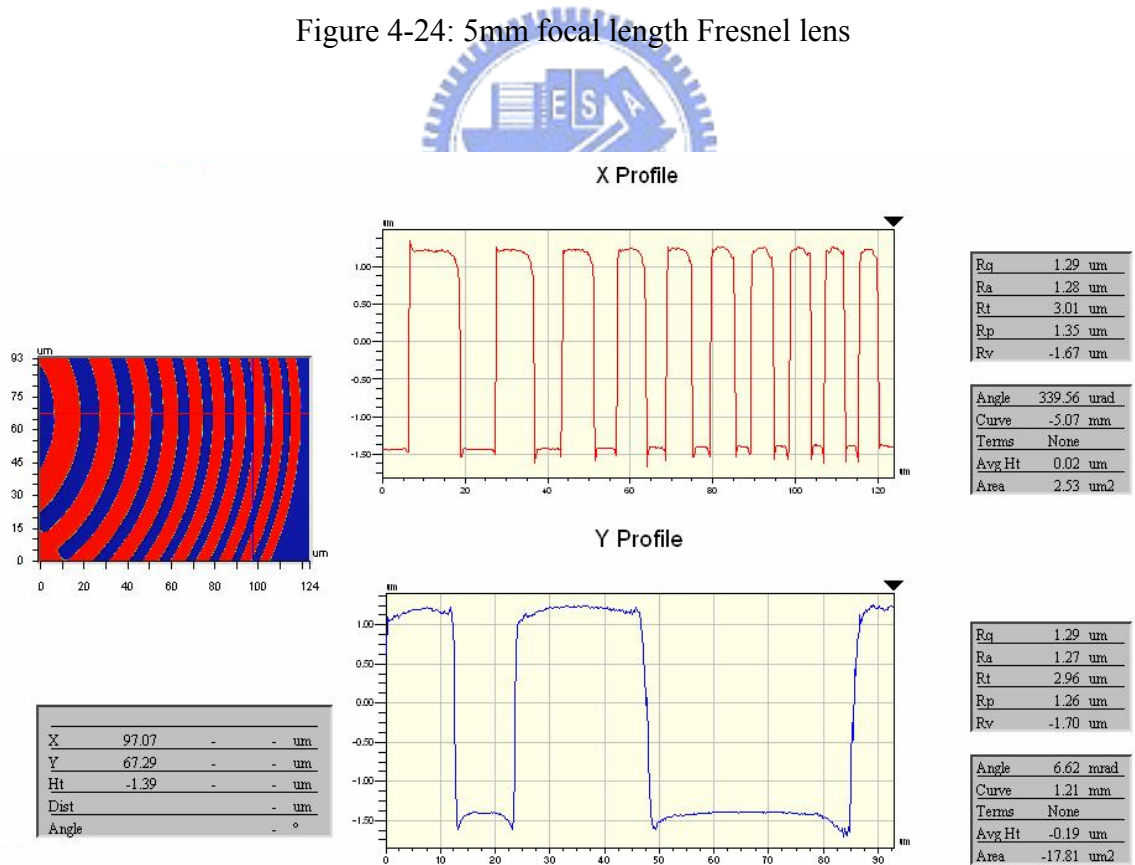 Figure 4-24: 5mm focal length Fresnel lens
E S A
X Profile
um
1.00
0.50
0.00
-0.50
-1.00
-1.50
0 20 40 60 80 100 120
um
Rq 1.29 um
Ra 1.28 um
Rt 3.01 um
Rp 1.35 um
Rv -1.67 um
Angle 339.56 urad
Curve -5.07 mm
Terms None
Avg Ht 0.02 um
Area 2.53 um2
um
93
75
60
45
30
15
0
um
0 20 40 60 80 100 124
Y Profile
um
1.00
0.50
0.00
-0.50
-1.00
-1.50
0 10 20 30 40 50 60 70 80 90
um
X 97.07 - - um
Y 67.29 - - um
Ht -1.39 - - um
Dist - um
Angle - °
Rq 1.29 um
Ra 1.27 um
Rt 2.96 um
Rp 1.26 um
Rv -1.70 um
Angle 6.62 mrad
Curve 1.21 mm
Terms None
Avg Ht -0.19 um
Area -17.81 um2